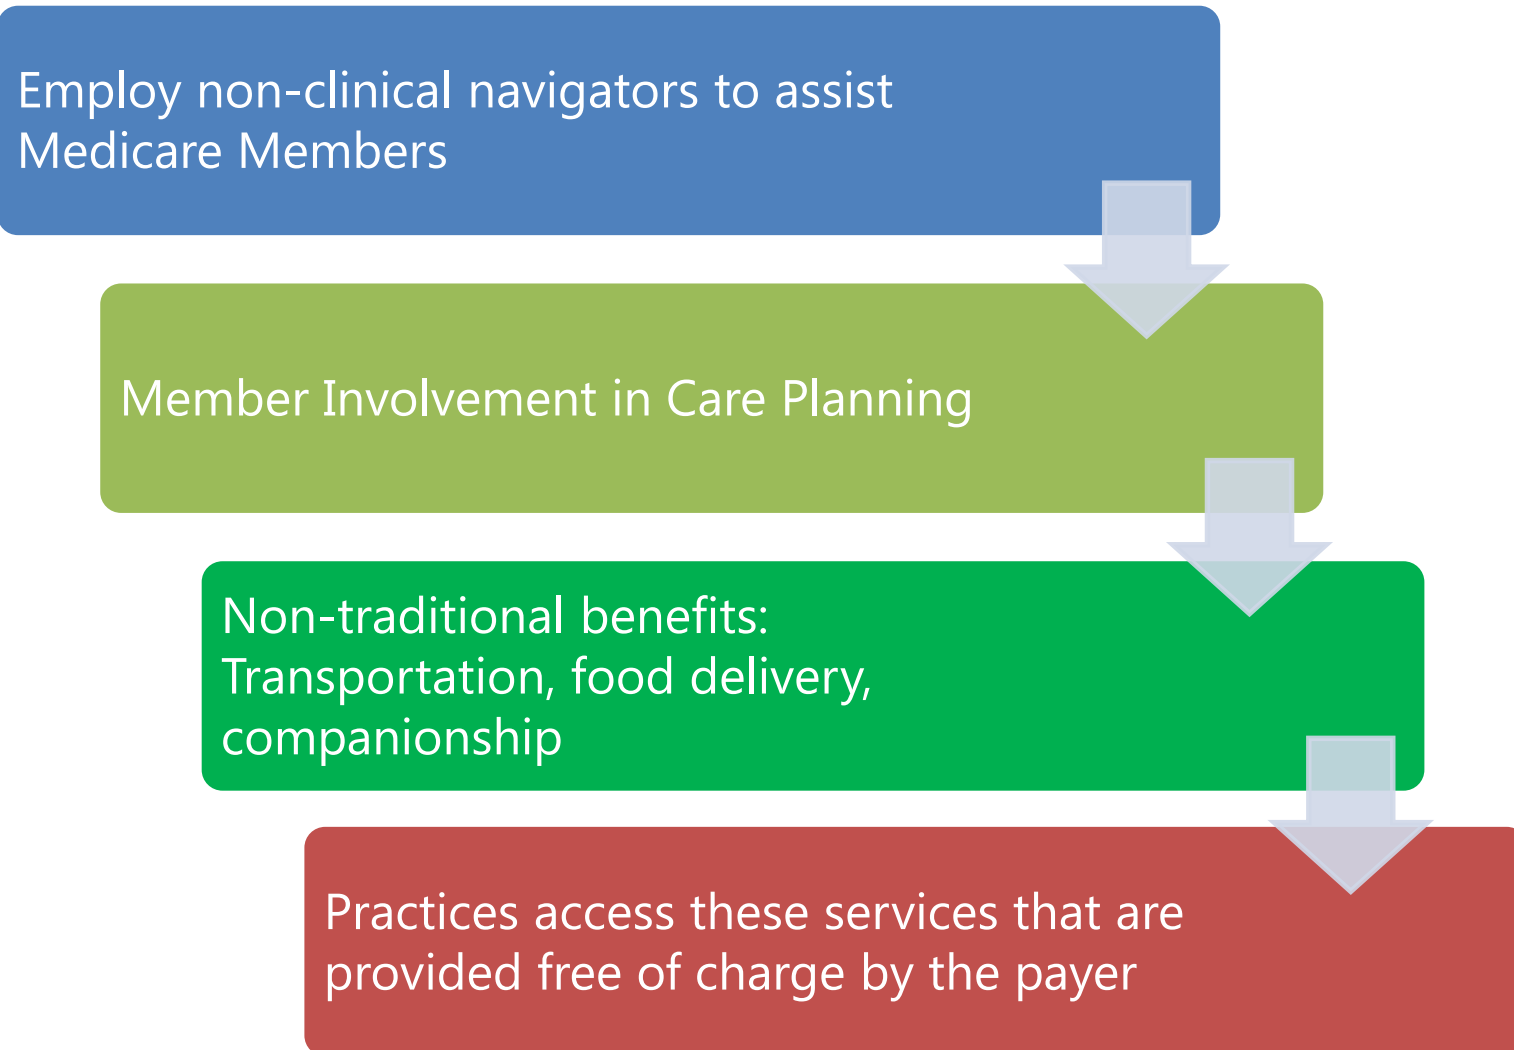 Employ non-clinical navigators to assist
Medicare Members
Member Involvement in Care Planning
Non-traditional benefits:
Transportation, food delivery,
companionship
Practices access these services that are
provided free of charge by the payer